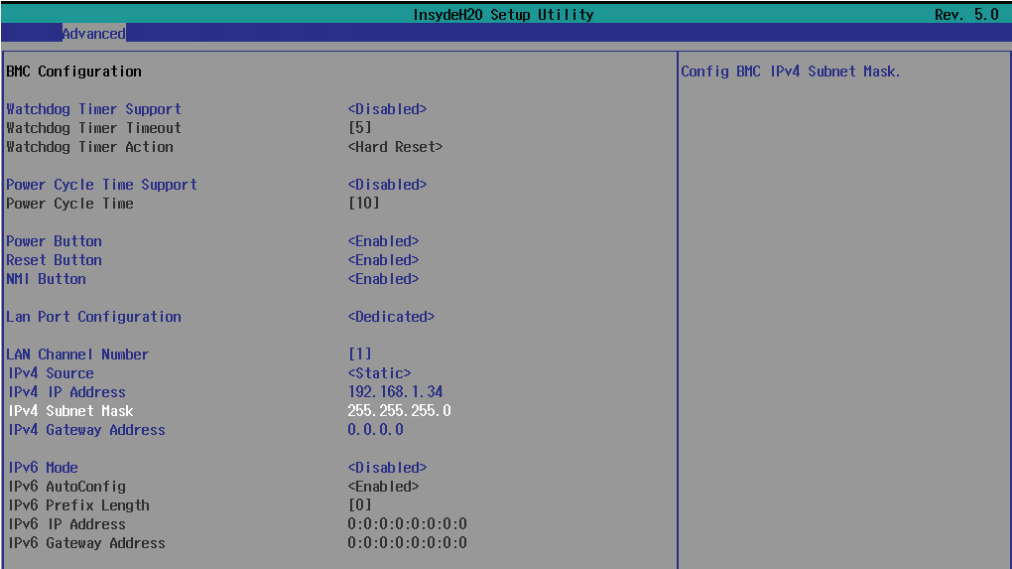 InsydeH2O Setup Utility Rev. 5.0
Advanced
BMC Configuration Config BMC IPv4 Subnet Mask.
Watchdog Timer Support <Disabled>
Watchdog Timer Timeout [5]
Watchdog Timer Action <Hard Reset>
Power Cycle Time Support <Disabled>
Power Cycle Time [10]
Power Button <Enabled>
Reset Button <Enabled>
NMI Button <Enabled>
Lan Port Configuration <Dedicated>
LAN Channel Number [1]
IPv4 Source <Static>
IPv4 IP Address 192.168.1.34
IPv4 Subnet Mask 255.255.255.0
IPv4 Gateway Address 0.0.0.0
IPv6 Mode <Disabled>
IPv6 AutoConfig <Enabled>
IPv6 Prefix Length [0]
IPv6 IP Address 0:0:0:0:0:0:0:0
IPv6 Gateway Address 0:0:0:0:0:0:0:0